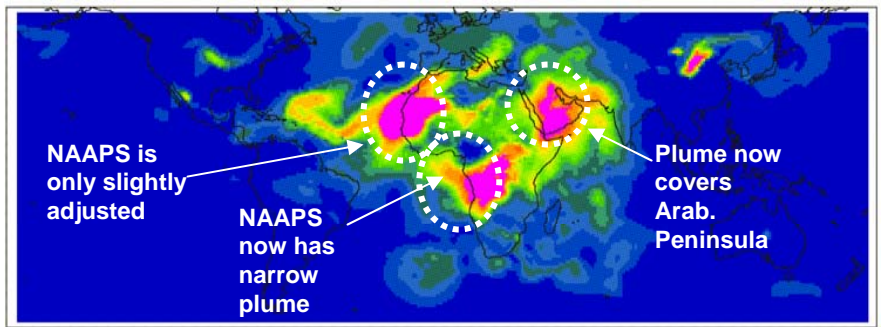 NAAPS is
only slightly
adjusted
NAAPS
now has
narrow
plume
Plume now
covers
Arab.
Peninsula